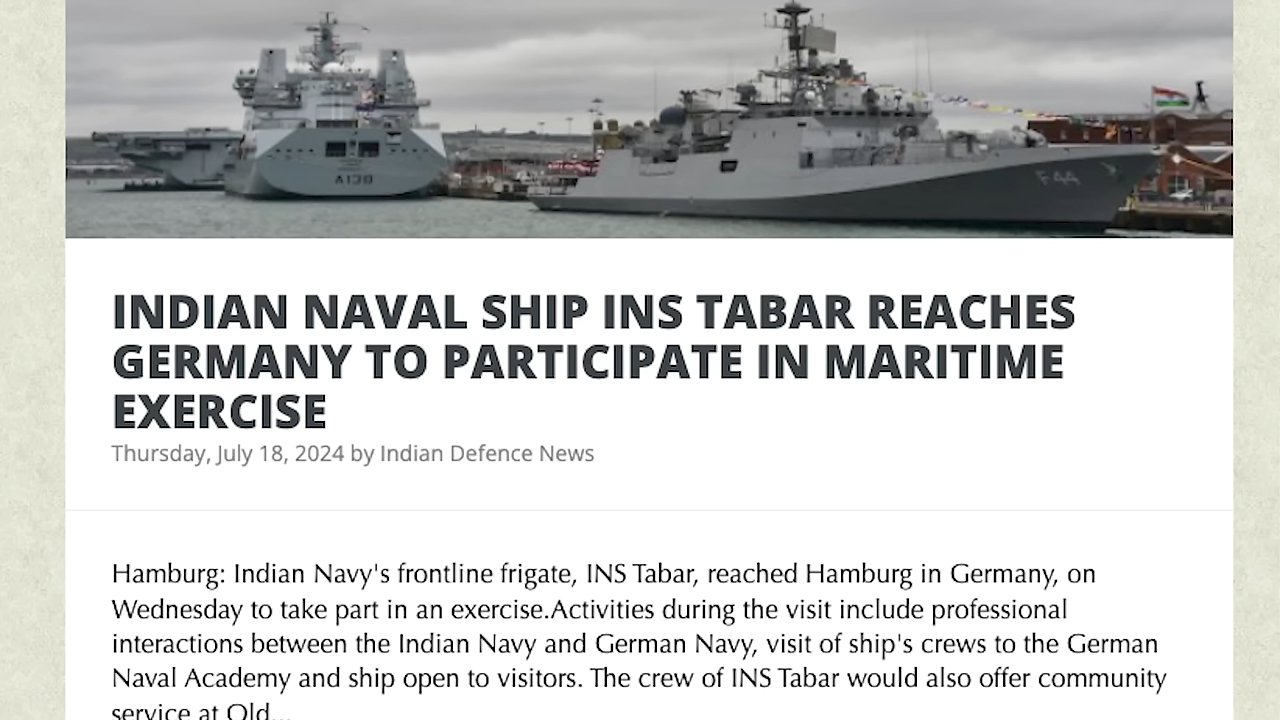 A130
F44
INDIAN NAVAL SHIP INS TABAR REACHES
GERMANY TO PARTICIPATE IN MARITIME
EXERCISE
Thursday, July 18, 2024 by Indian Defence News
Hamburg: Indian Navy's frontline frigate, INS Tabar, reached Hamburg in Germany, on
Wednesday to take part in an exercise.Activities during the visit include professional
interactions between the Indian Navy and German Navy, visit of ship's crews to the German
Naval Academy and ship open to visitors. The crew of INS Tabar would also offer community
service at Old...